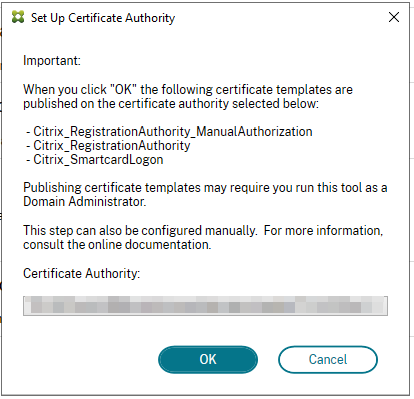 Set Up Certificate Authority
Important:
When you click "OK" the following certificate templates are
published on the certificate authority selected below:
- Citrix_RegistrationAuthority_ManualAuthorization
- Citrix_RegistrationAuthority
- Citrix_SmartcardLogon
Publishing certificate templates may require you run this tool as a
Domain Administrator.
This step can also be configured manually.  For more information,
consult the online documentation.
Certificate Authority:
OK
Cancel